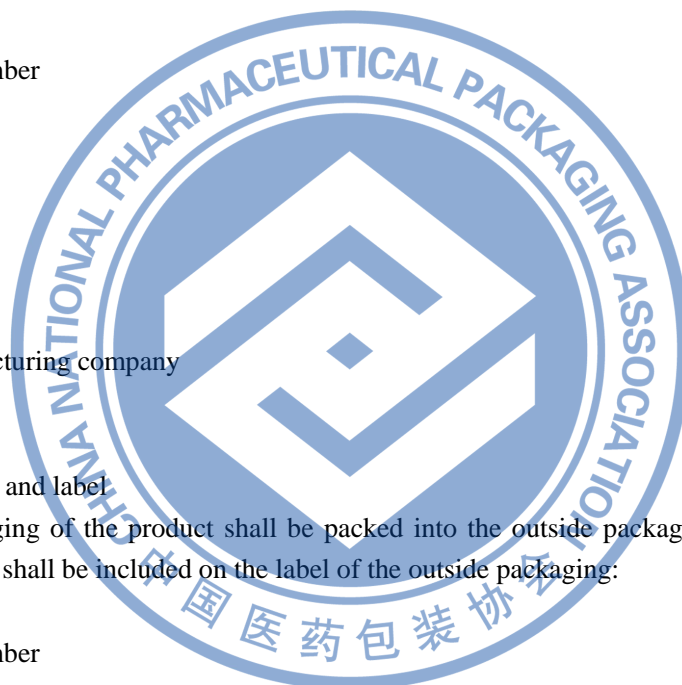 mber
CHINA NATIONAL PHARMACEUTICAL PACKAGING ASSOCIATION
cturing company
and label
ging of the product shall be packed into the outside packag
shall be included on the label of the outside packaging:
中国医药包装协会
mber